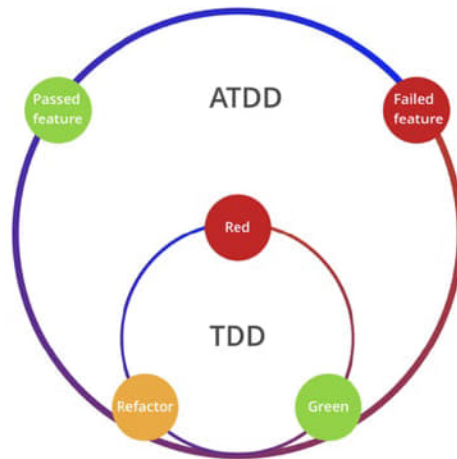 ATDD
Passed
feature
Failed
feature
Red
TDD
Refactor
Green